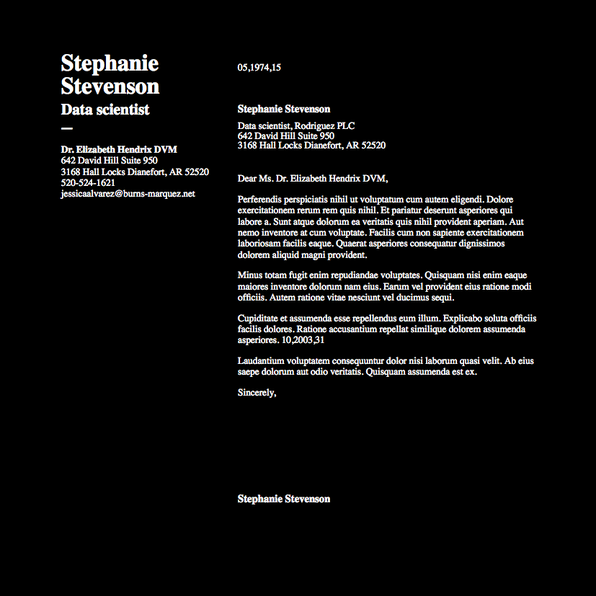 Stephanie
Stevenson
Data scientist
Dr. Elizabeth Hendrix DVM
642 David Hill Suite 950
3168 Hall Locks Dianefort, AR 52520
520-524-1621
jessicaalvarez@burns-marquez.net
05,1974,15
Stephanie Stevenson
Data scientist, Rodriguez PLC
642 David Hill Suite 950
3168 Hall Locks Dianefort, AR 52520
Dear Ms. Dr. Elizabeth Hendrix DVM,
Perferendis perspiciatis nihil ut voluptatum cum autem eligendi. Dolore
exercitationem rerum rem quis nihil. Et pariatur deserunt asperiores qui
labore a. Sunt atque dolorum ea veritatis quis nihil provident aperiam. Aut
nemo inventore at cum voluptate. Facilis cum non sapiente exercitationem
laboriosam facilis eaque. Quaerat asperiores consequatur dignissimos
dolorem aliquid magni provident.
Minus totam fugit enim repudiandae voluptates. Quisquam nisi enim eaque
maiores inventore dolorum nam eius. Earum vel provident eius ratione modi
officiis. Autem ratione vitae nesciunt vel ducimus sequi.
Cupiditate et assumenda esse repellendus eum illum. Explicabo soluta officiis
facilis dolores. Ratione accusantium repellat similique dolorem assumenda
asperiores. 10,2003,31
Laudantium voluptatem consequuntur dolor nisi laborum quasi velit. Ab eius
saepe dolorum aut odio veritatis. Quisquam assumenda est ex.
Sincerely,
Stephanie Stevenson